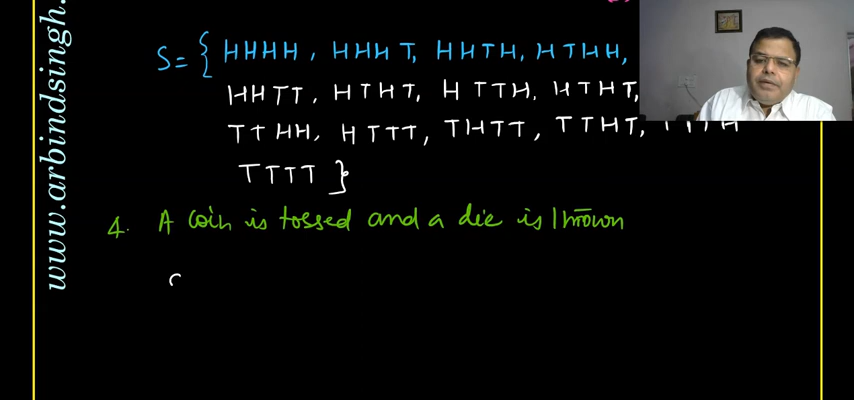 www.arbindsingh.
S = { HHHH, HHHT, HHTH, HTHH,
HHTT, HTHT, HTTH, HTHT,
TTHH, HTTT, THTT, TTHT, TTTH
TTTT }
4. A coin is tossed and a die is thrown